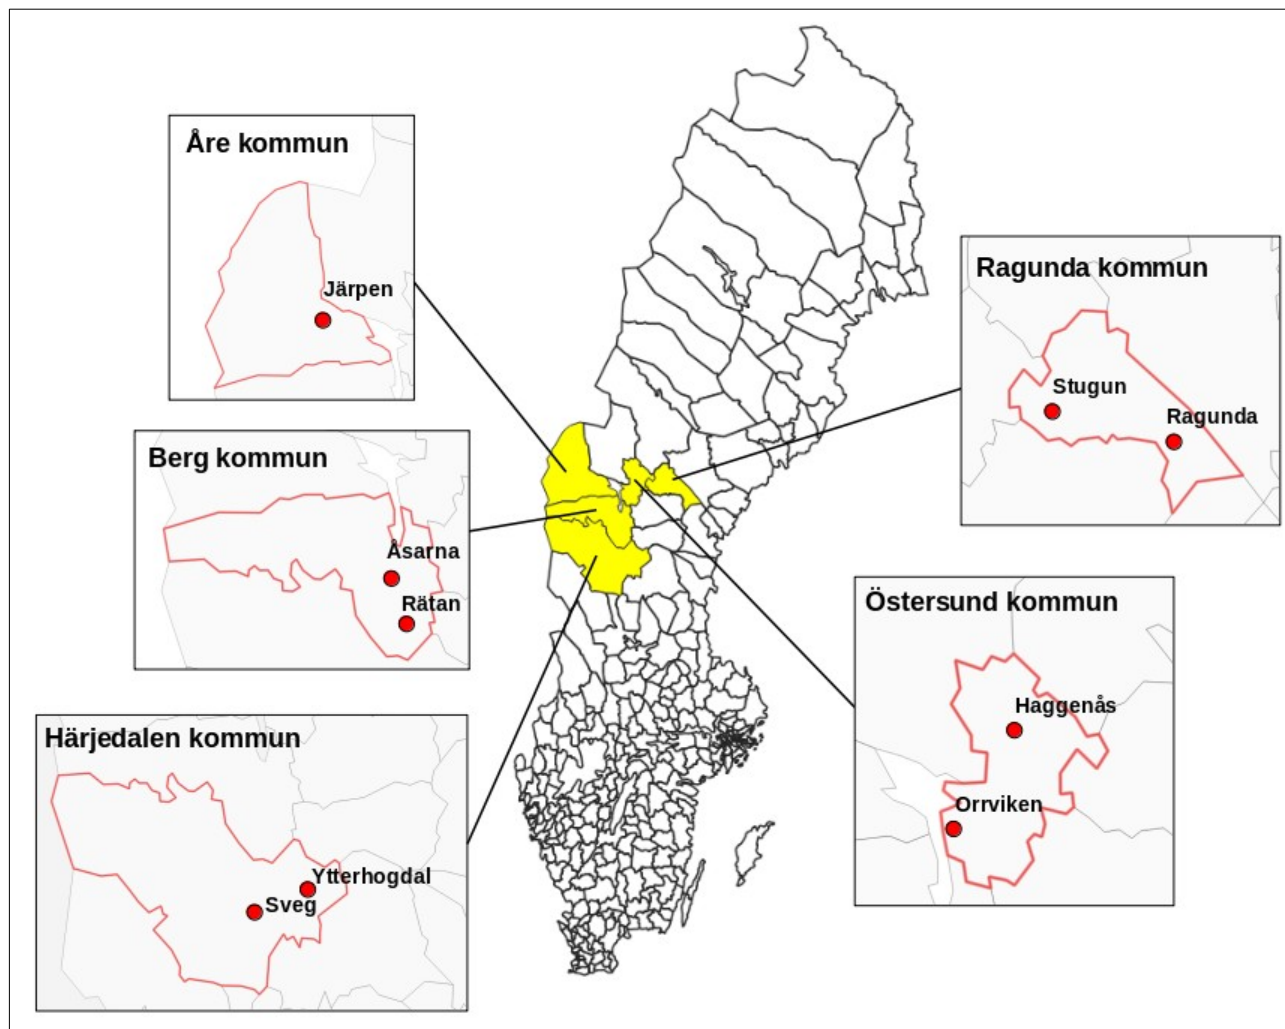 Åre kommun
Järpen
Berg kommun
Åsarna
Rätan
Härjedalen kommun
Ytterhogdal
Sveg
Ragunda kommun
Stugun
Ragunda
Östersund kommun
Haggenås
Orrviken